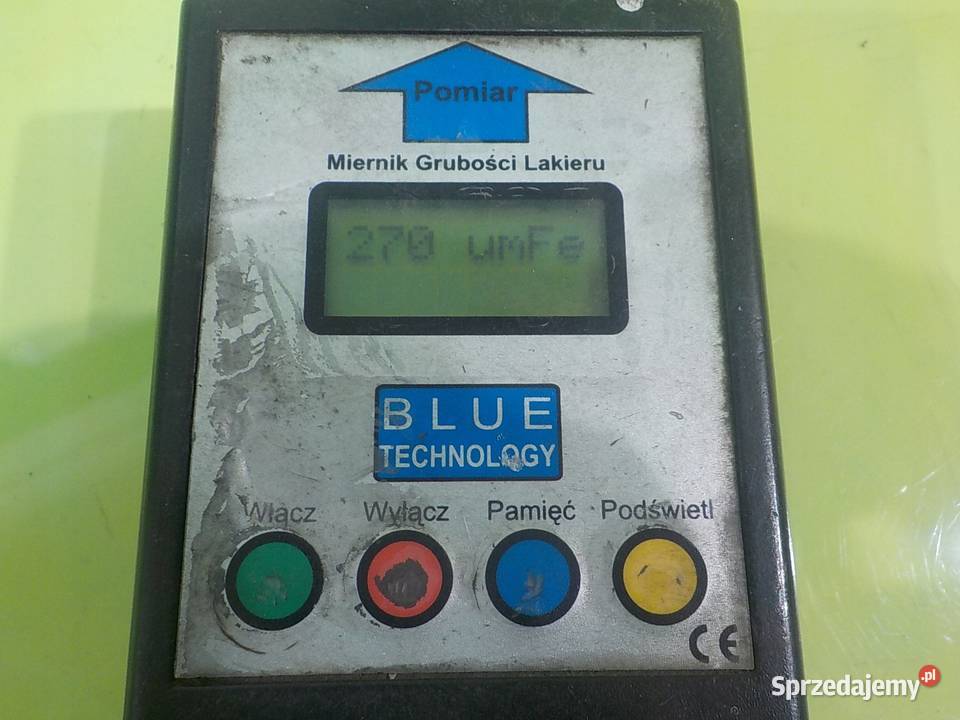 Pomiar
Miernik Grubości Lakieru
270 umFe
BLUE
TECHNOLOGY
Włącz Wyłącz Pamięć Podświetl
CE
Sprzedajemy.pl